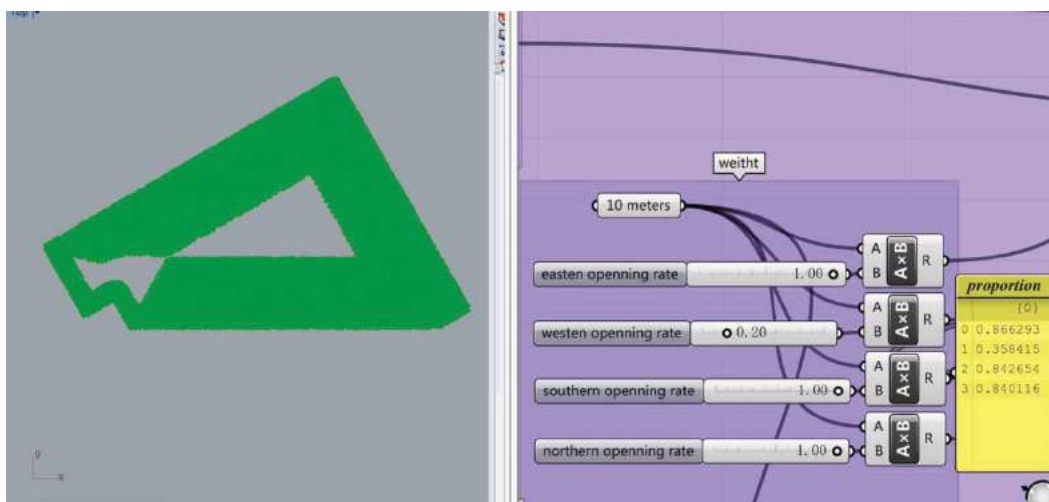 Top
weitht
10 meters
A
B
A×B
R
easten openning rate
1.00
proportion
{0}
0 0.866293
1 0.358415
2 0.842654
3 0.840116
A
B
A×B
R
westen openning rate
0.20
A
B
A×B
R
southern openning rate
1.00
A
B
A×B
R
northern openning rate
1.00
y
x